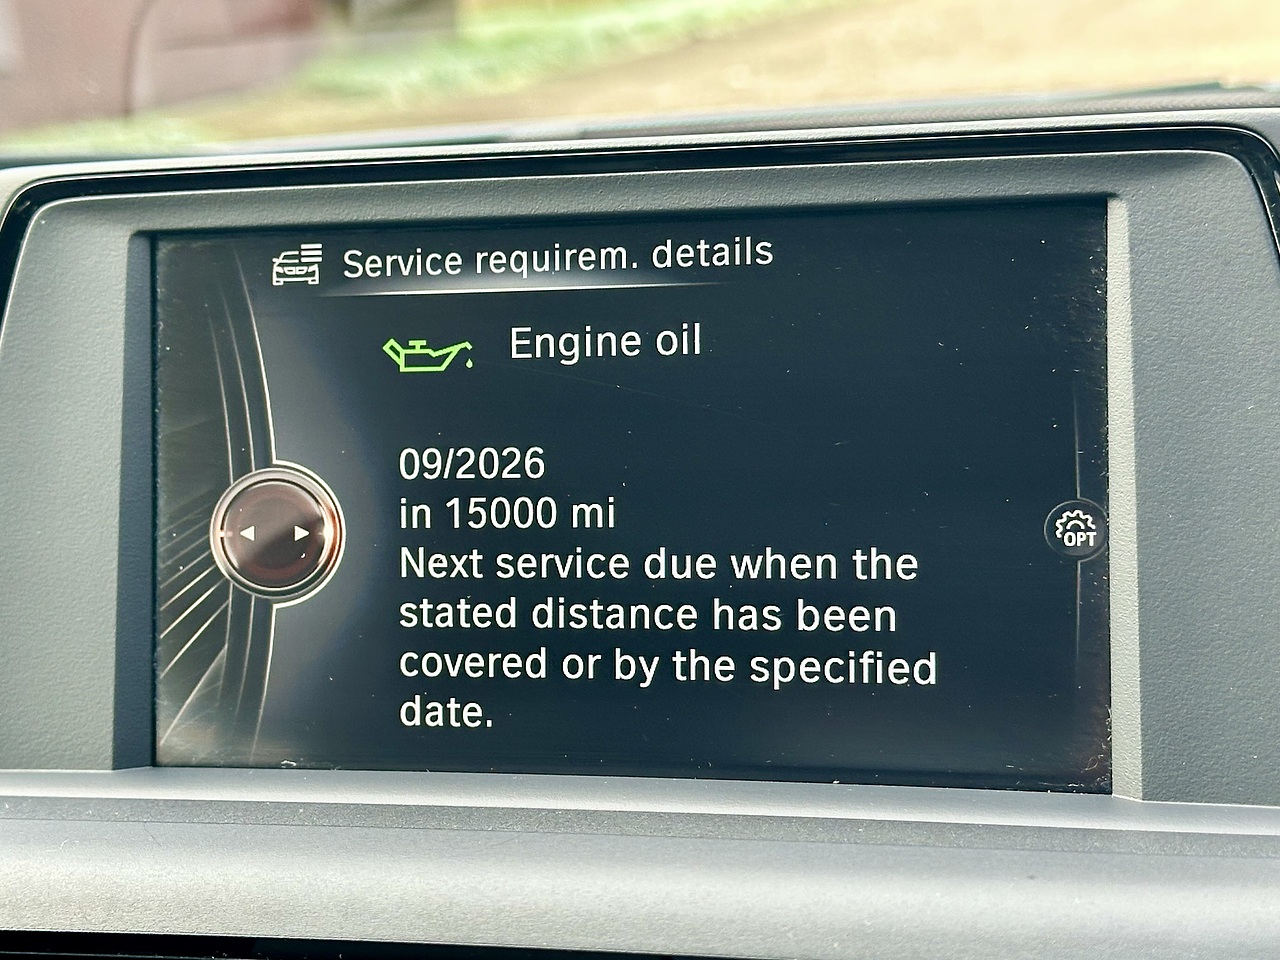 Service requirem. details
Engine oil
09/2026
in 15000 mi
Next service due when the
stated distance has been
covered or by the specified
date.
OPT